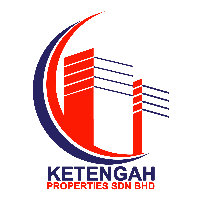 KETENGAH
PROPERTIES SDN BHD